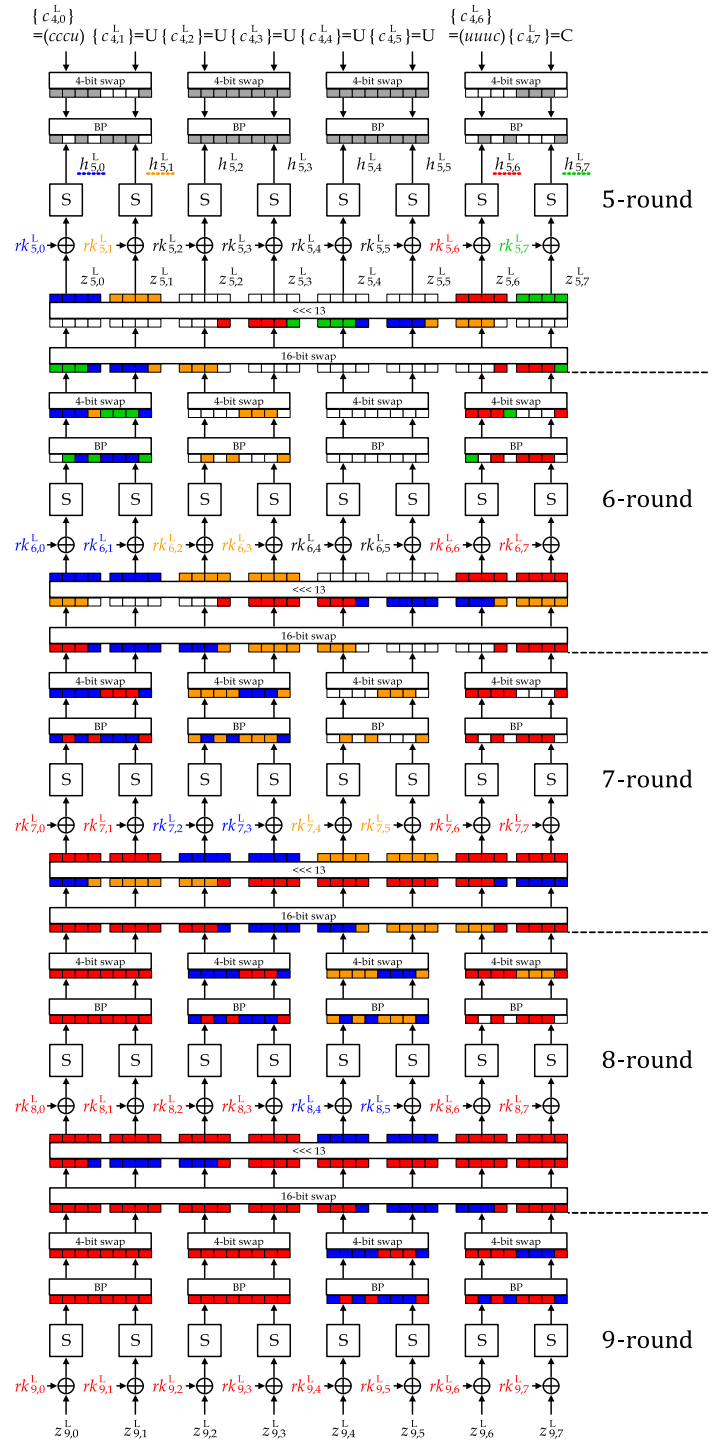 {c^L_{4,0}} {c^L_{4,6}}
=(cccu) {c^L_{4,1}}=U {c^L_{4,2}}=U {c^L_{4,3}}=U {c^L_{4,4}}=U {c^L_{4,5}}=U =(uuuc) {c^L_{4,7}}=C
4-bit swap 4-bit swap 4-bit swap 4-bit swap
BP BP BP BP
h^L_{5,0} h^L_{5,1} h^L_{5,2} h^L_{5,3} h^L_{5,4} h^L_{5,5} h^L_{5,6} h^L_{5,7}
S S S S S S S S 5-round
rk^L_{5,0} rk^L_{5,1} rk^L_{5,2} rk^L_{5,3} rk^L_{5,4} rk^L_{5,5} rk^L_{5,6} rk^L_{5,7}
z^L_{5,0} z^L_{5,1} z^L_{5,2} z^L_{5,3} z^L_{5,4} z^L_{5,5} z^L_{5,6} z^L_{5,7}
<<< 13
16-bit swap
4-bit swap 4-bit swap 4-bit swap 4-bit swap
BP BP BP BP
S S S S S S S S 6-round
rk^L_{6,0} rk^L_{6,1} rk^L_{6,2} rk^L_{6,3} rk^L_{6,4} rk^L_{6,5} rk^L_{6,6} rk^L_{6,7}
<<< 13
16-bit swap
4-bit swap 4-bit swap 4-bit swap 4-bit swap
BP BP BP BP
S S S S S S S S 7-round
rk^L_{7,0} rk^L_{7,1} rk^L_{7,2} rk^L_{7,3} rk^L_{7,4} rk^L_{7,5} rk^L_{7,6} rk^L_{7,7}
<<< 13
16-bit swap
4-bit swap 4-bit swap 4-bit swap 4-bit swap
BP BP BP BP
S S S S S S S S 8-round
rk^L_{8,0} rk^L_{8,1} rk^L_{8,2} rk^L_{8,3} rk^L_{8,4} rk^L_{8,5} rk^L_{8,6} rk^L_{8,7}
<<< 13
16-bit swap
4-bit swap 4-bit swap 4-bit swap 4-bit swap
BP BP BP BP
S S S S S S S S 9-round
rk^L_{9,0} rk^L_{9,1} rk^L_{9,2} rk^L_{9,3} rk^L_{9,4} rk^L_{9,5} rk^L_{9,6} rk^L_{9,7}
z^L_{9,0} z^L_{9,1} z^L_{9,2} z^L_{9,3} z^L_{9,4} z^L_{9,5} z^L_{9,6} z^L_{9,7}